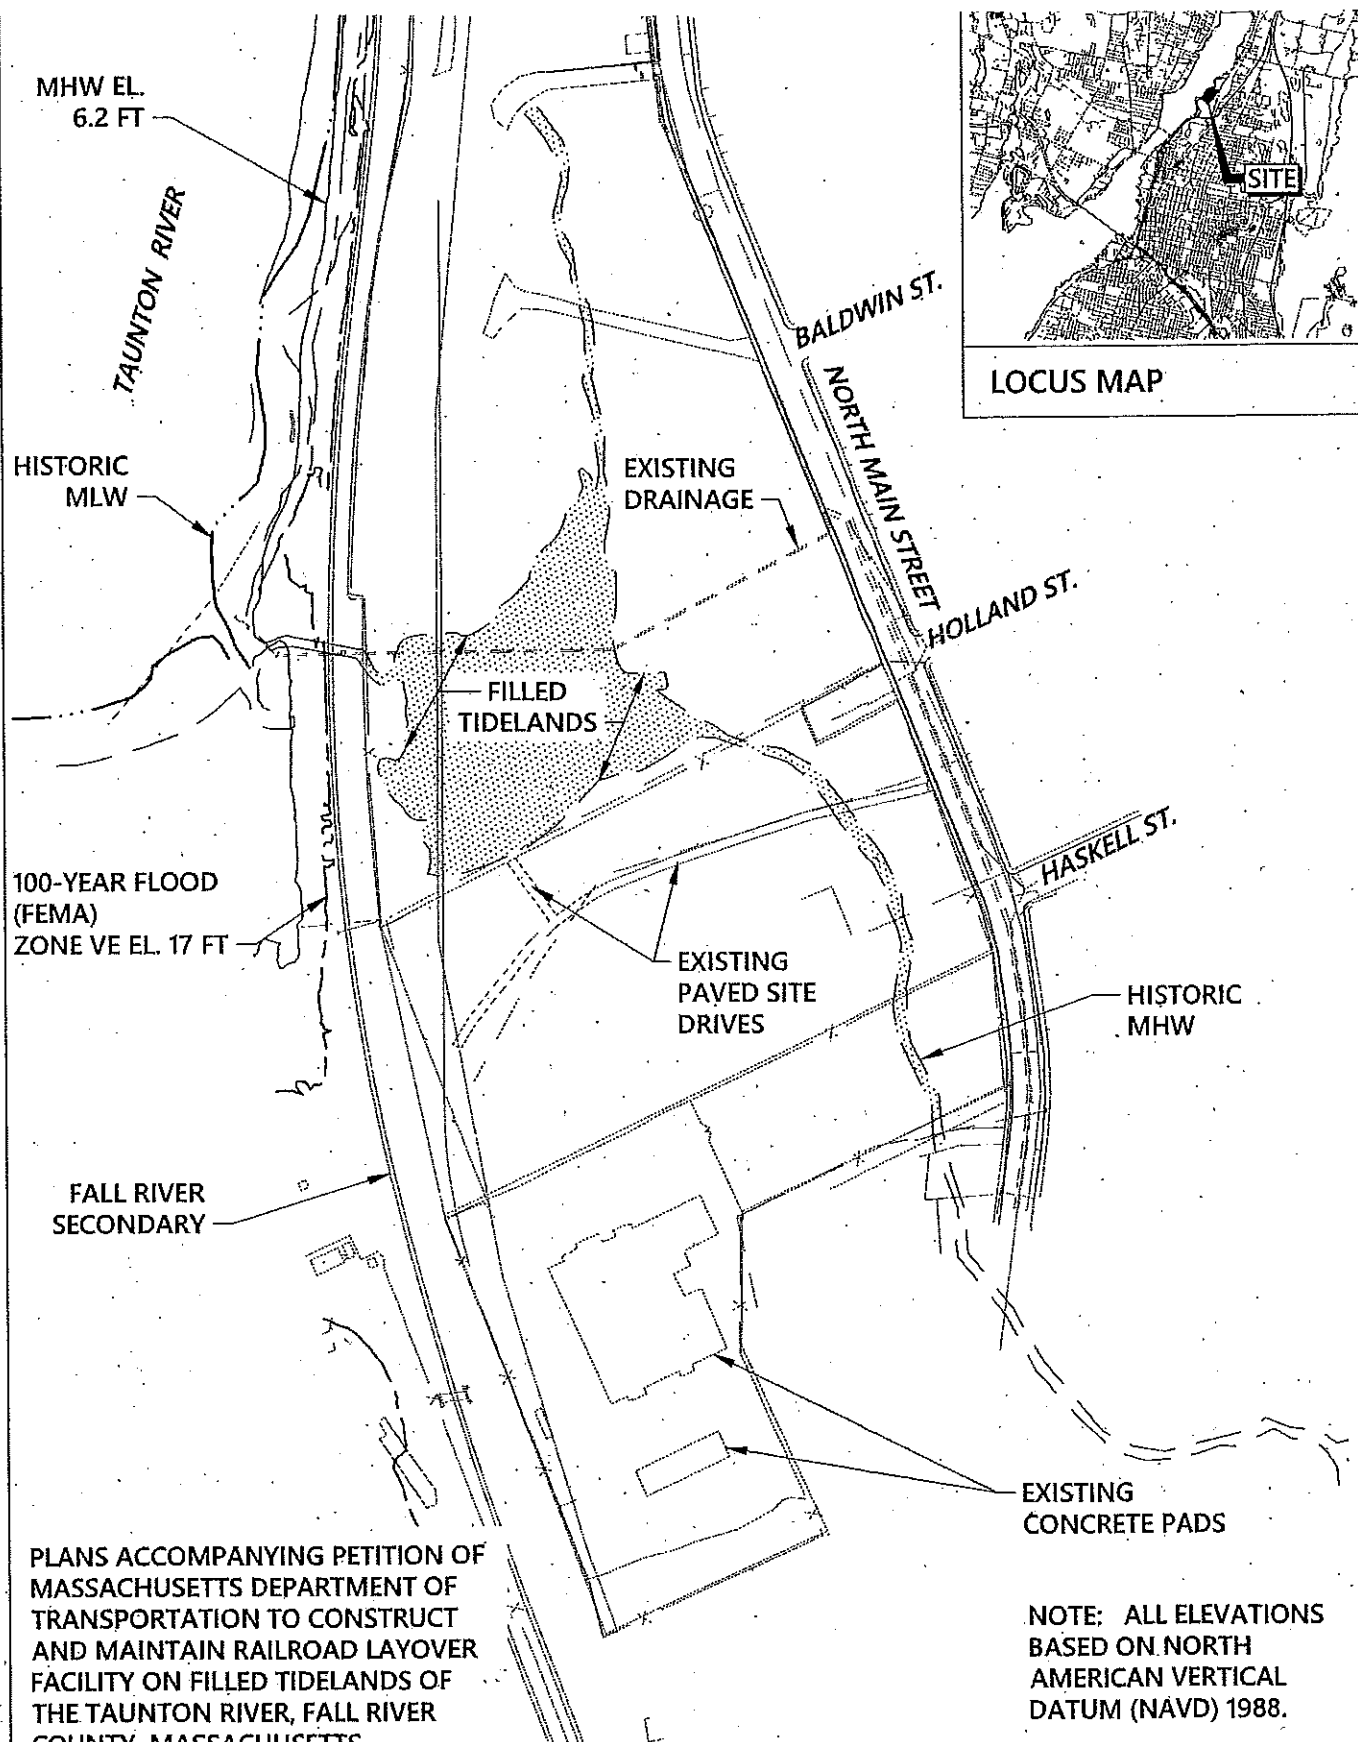 MHW EL.
6.2 FT
TAUNTON RIVER
SITE
LOCUS MAP
BALDWIN ST.
NORTH MAIN STREET
HISTORIC
MLW
EXISTING
DRAINAGE
HOLLAND ST.
FILLED
TIDELANDS
HASKELL ST.
100-YEAR FLOOD
(FEMA)
ZONE VE EL. 17 FT
EXISTING
PAVED SITE
DRIVES
HISTORIC
MHW
FALL RIVER
SECONDARY
EXISTING
CONCRETE PADS
PLANS ACCOMPANYING PETITION OF
MASSACHUSETTS DEPARTMENT OF
TRANSPORTATION TO CONSTRUCT
AND MAINTAIN RAILROAD LAYOVER
FACILITY ON FILLED TIDELANDS OF
THE TAUNTON RIVER, FALL RIVER
COUNTY, MASSACHUSETTS
NOTE: ALL ELEVATIONS
BASED ON NORTH
AMERICAN VERTICAL
DATUM (NAVD) 1988.